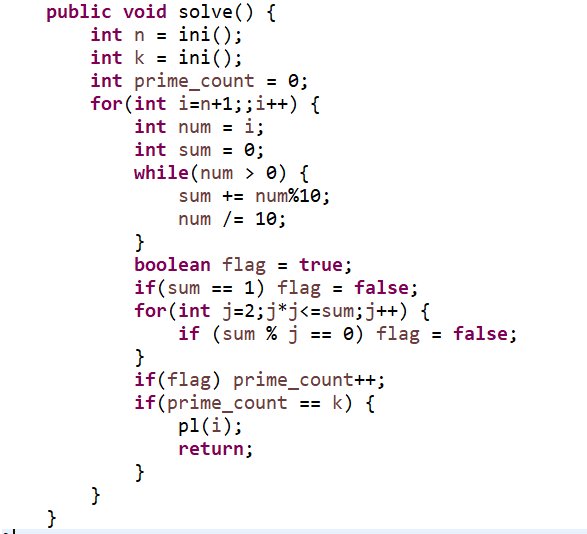 public void solve() {
    int n = ini();
    int k = ini();
    int prime_count = 0;
    for(int i=n+1;;i++) {
        int num = i;
        int sum = 0;
        while(num > 0) {
            sum += num%10;
            num /= 10;
        }
        boolean flag = true;
        if(sum == 1) flag = false;
        for(int j=2;j*j<=sum;j++) {
            if (sum % j == 0) flag = false;
        }
        if(flag) prime_count++;
        if(prime_count == k) {
            pl(i);
            return;
        }
    }
}